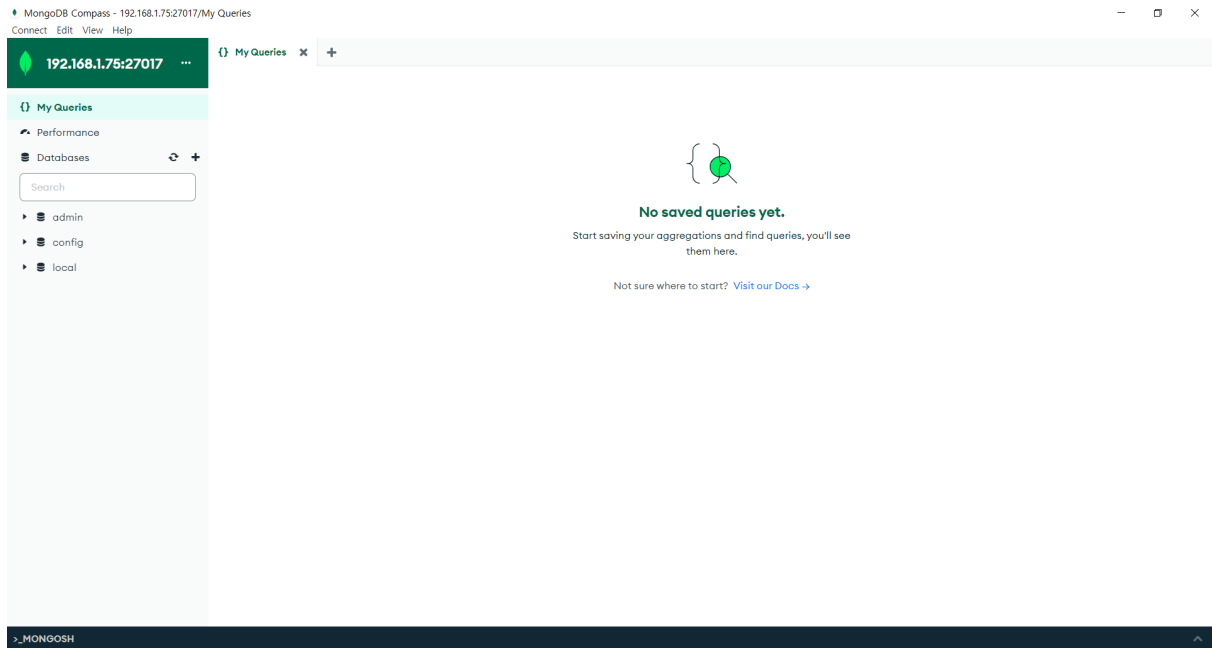 MongoDB Compass - 192.168.1.75:27017/My Queries
Connect Edit View Help
192.168.1.75:27017 ...
{} My Queries
Performance
Databases
Search
admin
config
local
{} My Queries
No saved queries yet.
Start saving your aggregations and find queries, you'll see
them here.
Not sure where to start? Visit our Docs →
>_MONGOSH